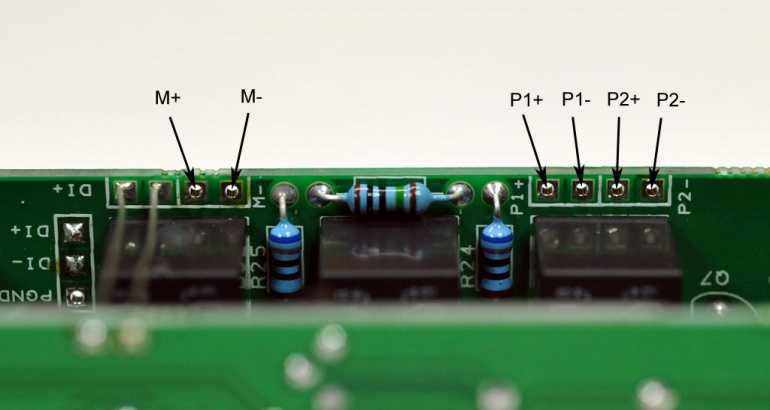 M+
M-
P1+
P1-
P2+
P2-
DI+
M-
P1+
P2-
DI+
DI-
PGND
R25
R24
Q7